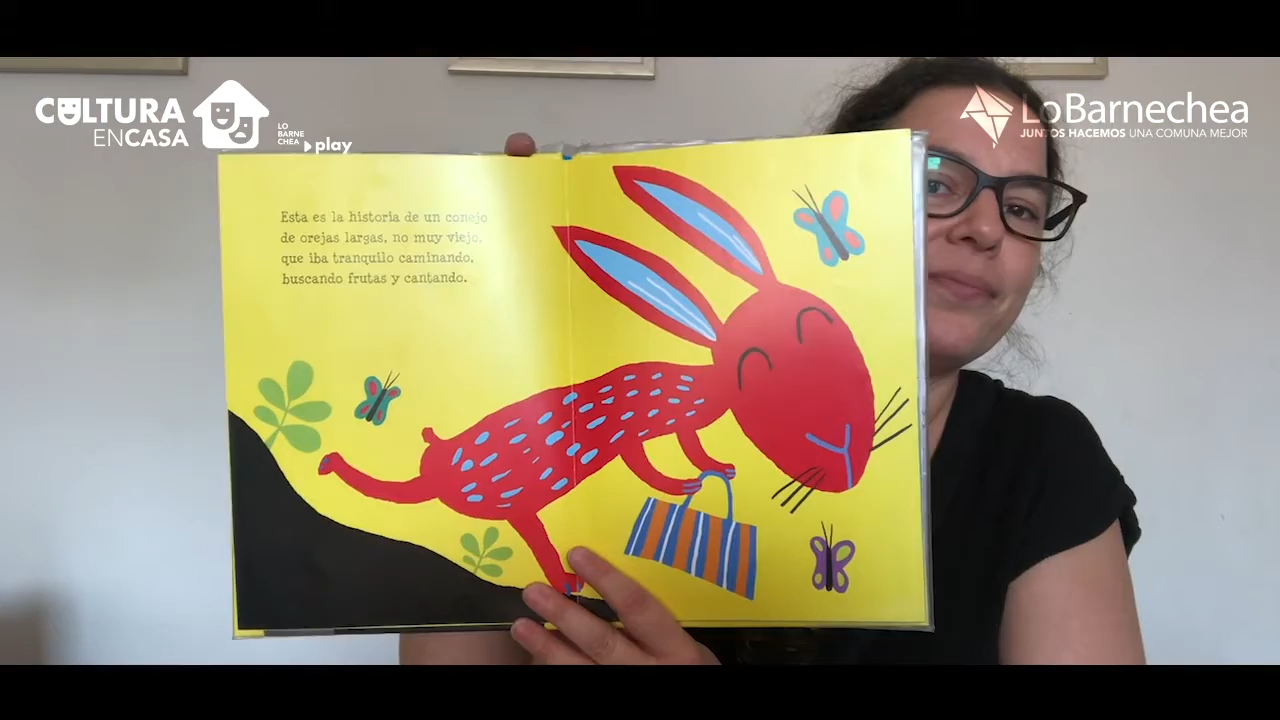 CULTURA
ENCASA
LO
BARNE
CHEA play
LoBarnechea
JUNTOS HACEMOS UNA COMUNA MEJOR
Esta es la historia de un conejo
de orejas largas, no muy viejo,
que iba tranquilo caminando,
buscando frutas y cantando.